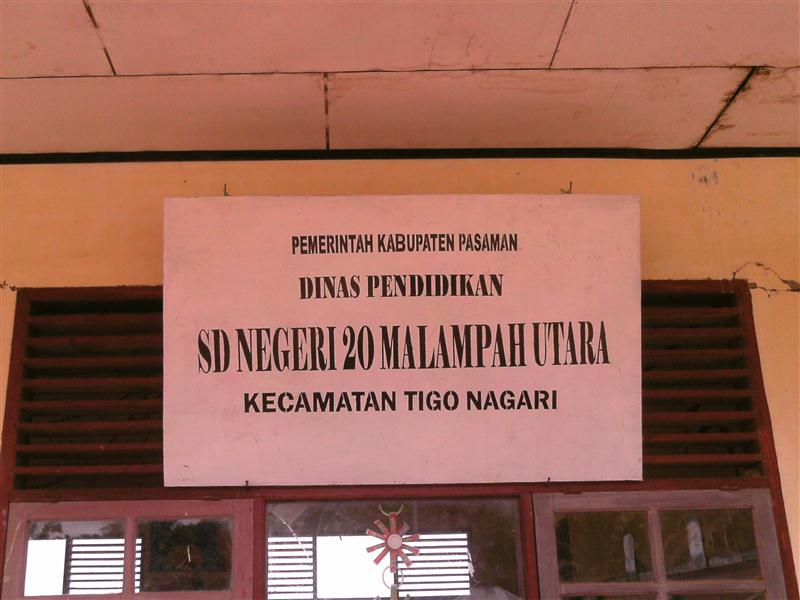 PEMERINTAH KABUPATEN PASAMAN
DINAS PENDIDIKAN
SD NEGERI 20 MALAMPAH UTARA
KECAMATAN TIGO NAGARI